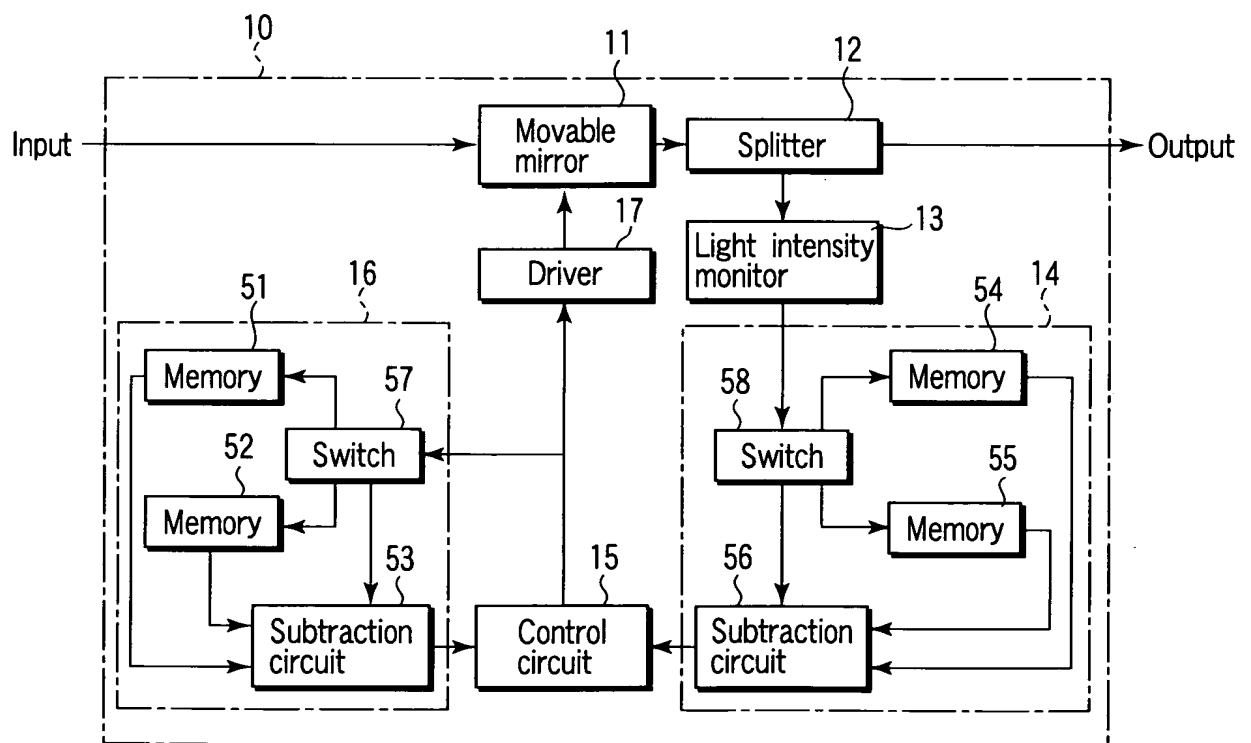 10
11
12
Input
Movable
mirror
Splitter
Output
17
13
Driver
Light intensity
monitor
16
14
51
54
Memory
57
58
Memory
Switch
Switch
52
55
Memory
Memory
53
15
56
Subtraction
circuit
Control
circuit
Subtraction
circuit